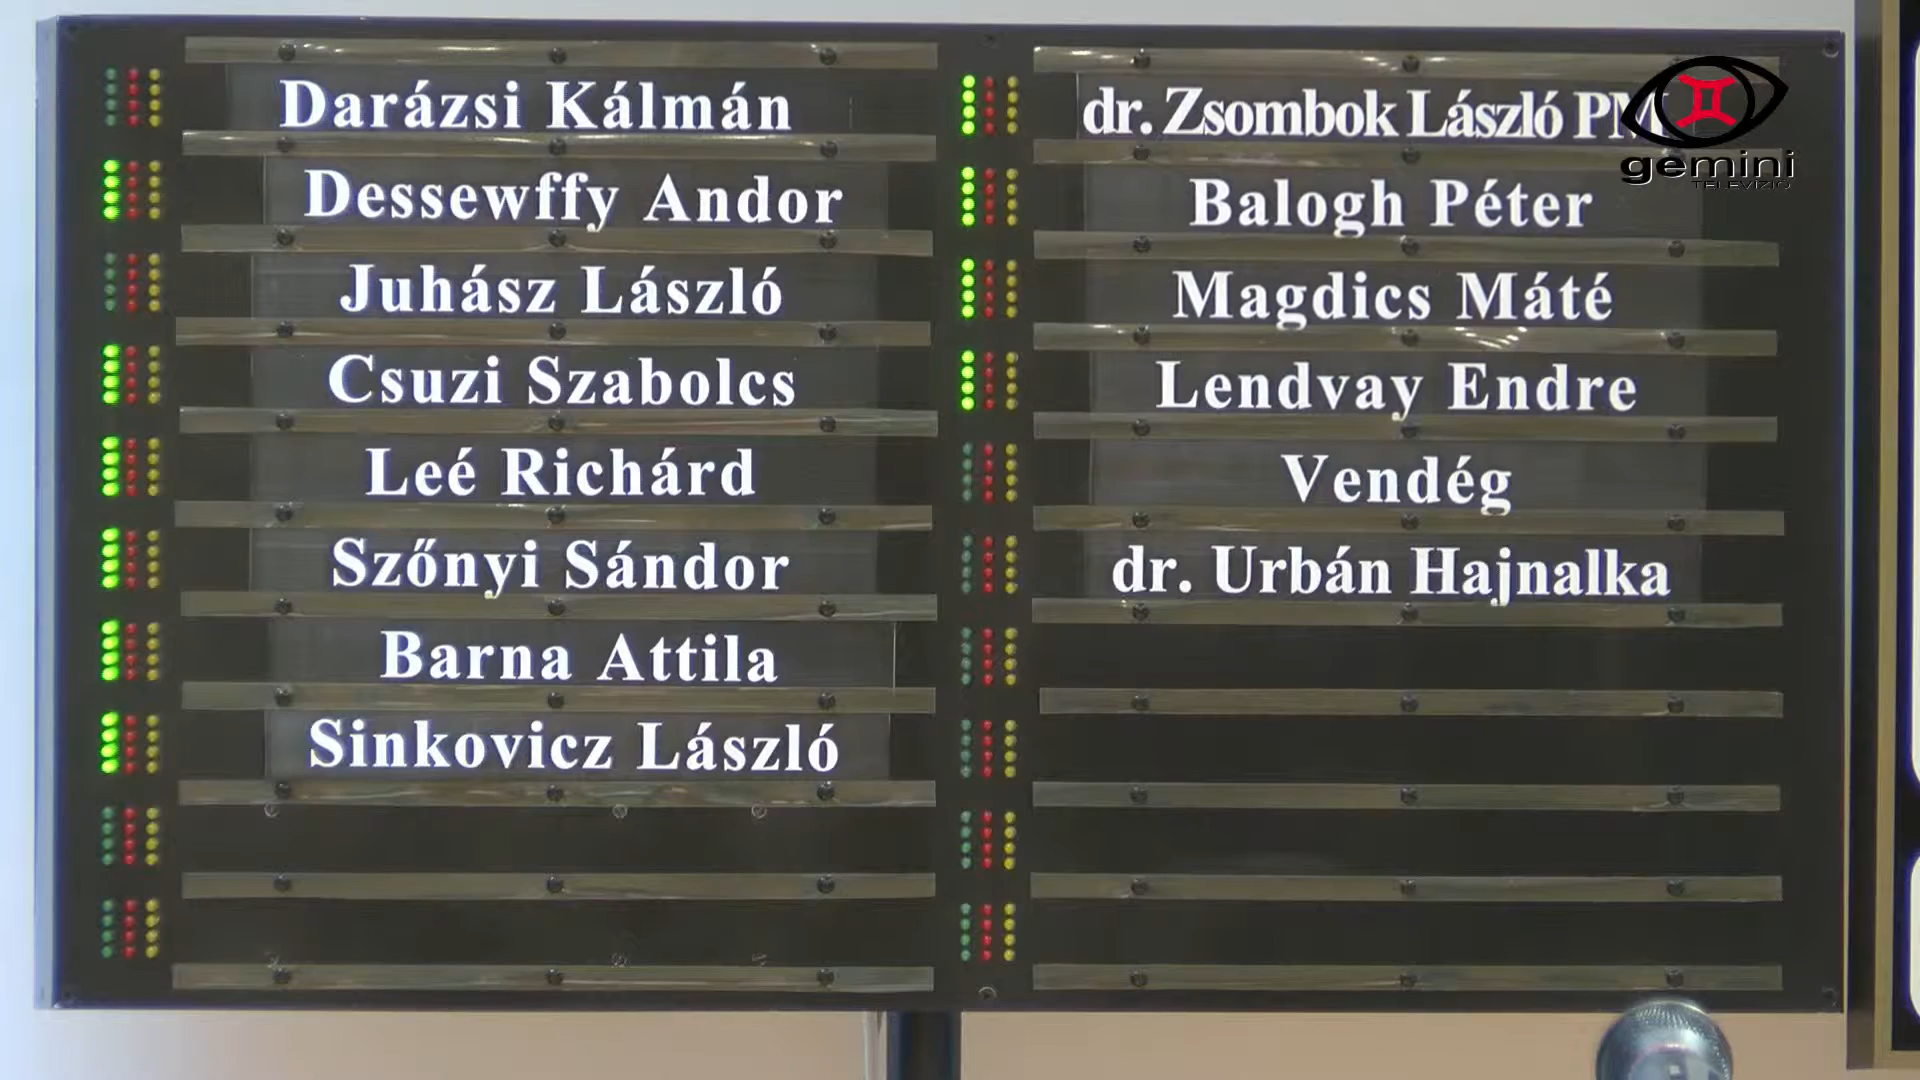 Darázsi Kálmán
Dessewffy Andor
Juhász László
Csuzi Szabolcs
Leé Richárd
Szőnyi Sándor
Barna Attila
Sinkovicz László
dr. Zsombok László PM
Balogh Péter
Magdics Máté
Lendvay Endre
Vendég
dr. Urbán Hajnalka
gemini
TELEVÍZIÓ